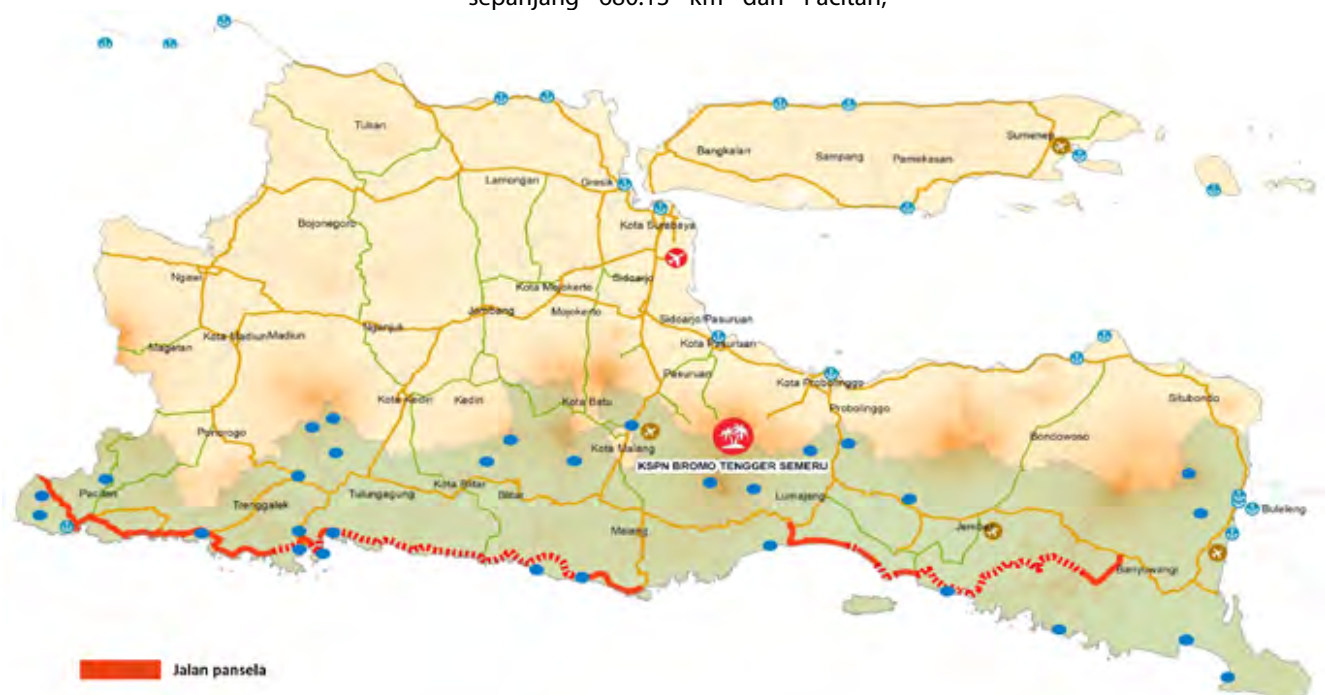 sepanjang 680.15 km dari Pacitan,
Tuban
Bangkalan
Sampang
Pamekasan
Sumenep
Lamongan
Gresik
Bojonegoro
Kota Surabaya
Ngawi
Sidoarjo
Kota Mojokerto
Jombang
Mojokerto
Sidoarjo/Pasuruan
Magetan
Kota Madiun/Madiun
Nganjuk
Kota Pasuruan
Pasuruan
Kota Probolinggo
Kota Kediri
Kediri
Kota Batu
Probolinggo
Situbondo
Ponorogo
Kota Malang
Bondowoso
KSPN BROMO TENGGER SEMERU
Pacitan
Trenggalek
Tulungagung
Kota Blitar
Blitar
Lumajang
Buleleng
Malang
Jember
Banyuwangi
Jalan pansela